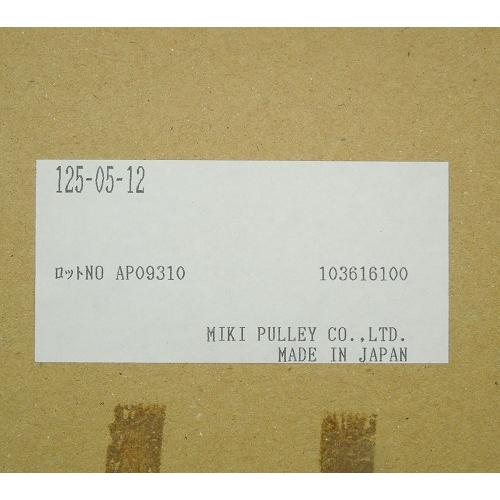 125-05-12
ﾛｯﾄNO AP09310 103616100
MIKI PULLEY CO.,LTD.
MADE IN JAPAN